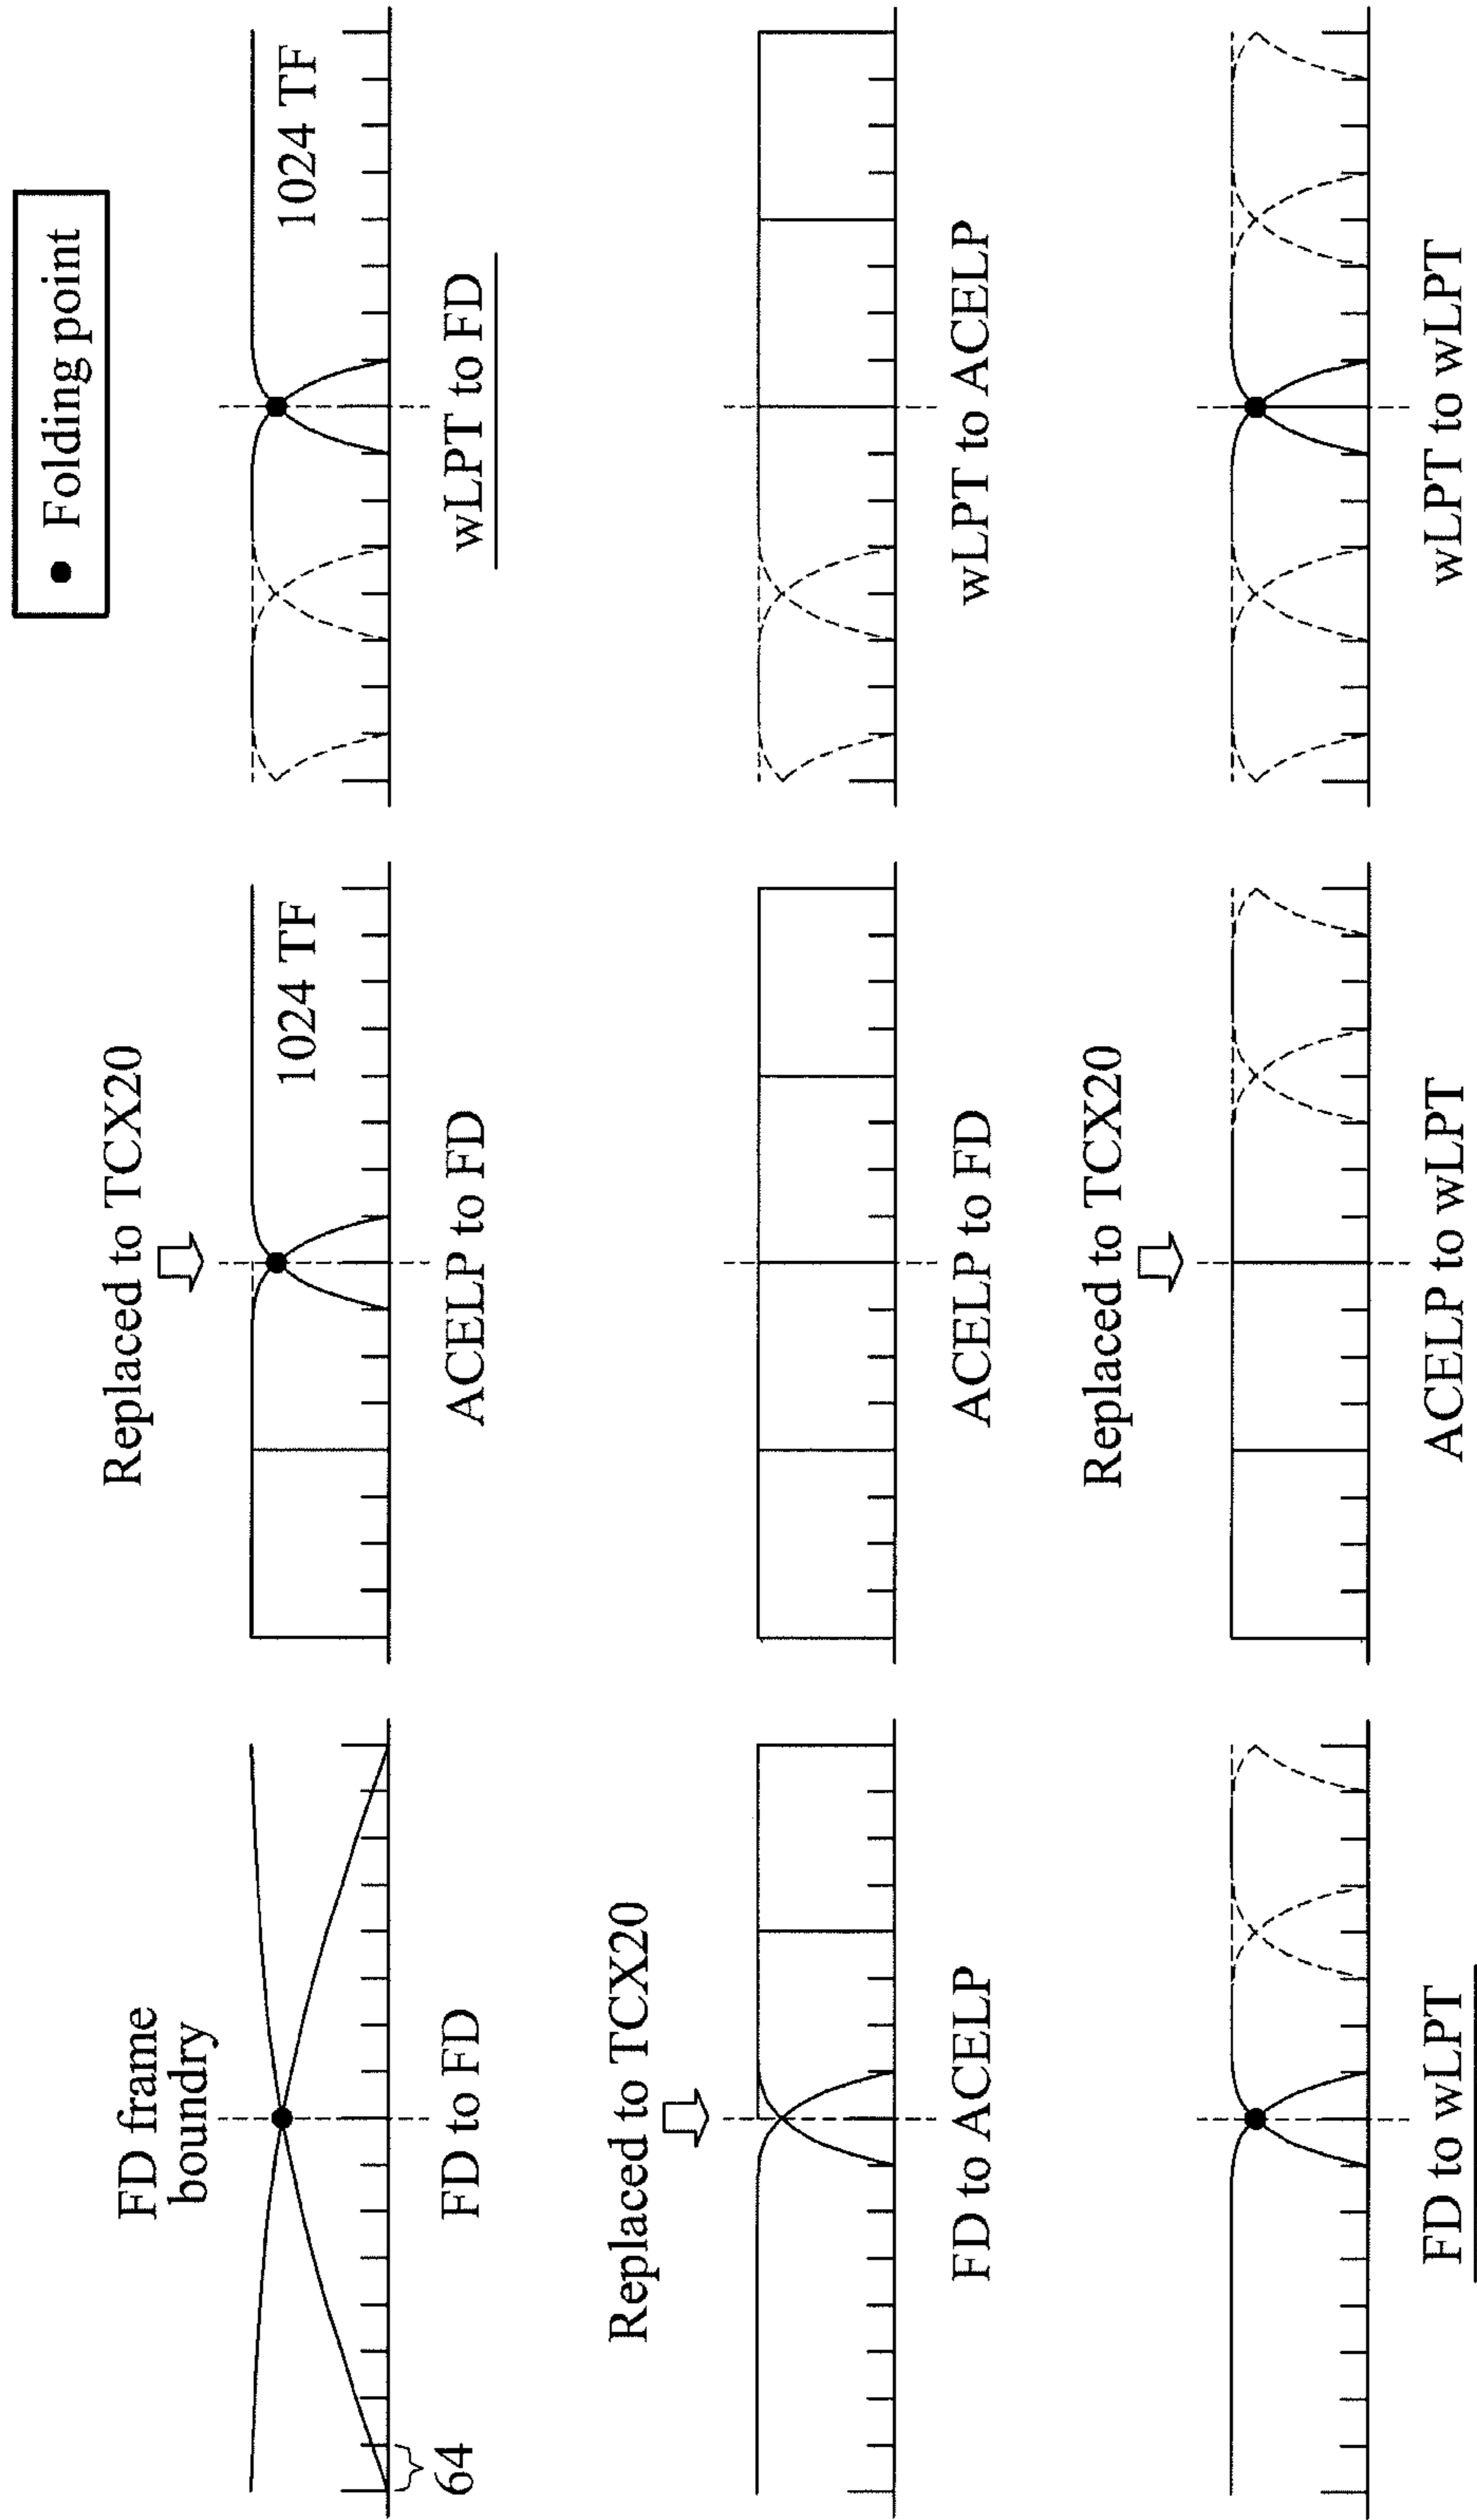 Folding point
FD frame
boundry
Replaced to TCX20
1024 TF
1024 TF
64
FD to FD
ACELP to FD
wLPT to FD
Replaced to TCX20
FD to ACELP
ACELP to FD
wLPT to ACELP
Replaced to TCX20
FD to wLPT
ACELP to wLPT
wLPT to wLPT